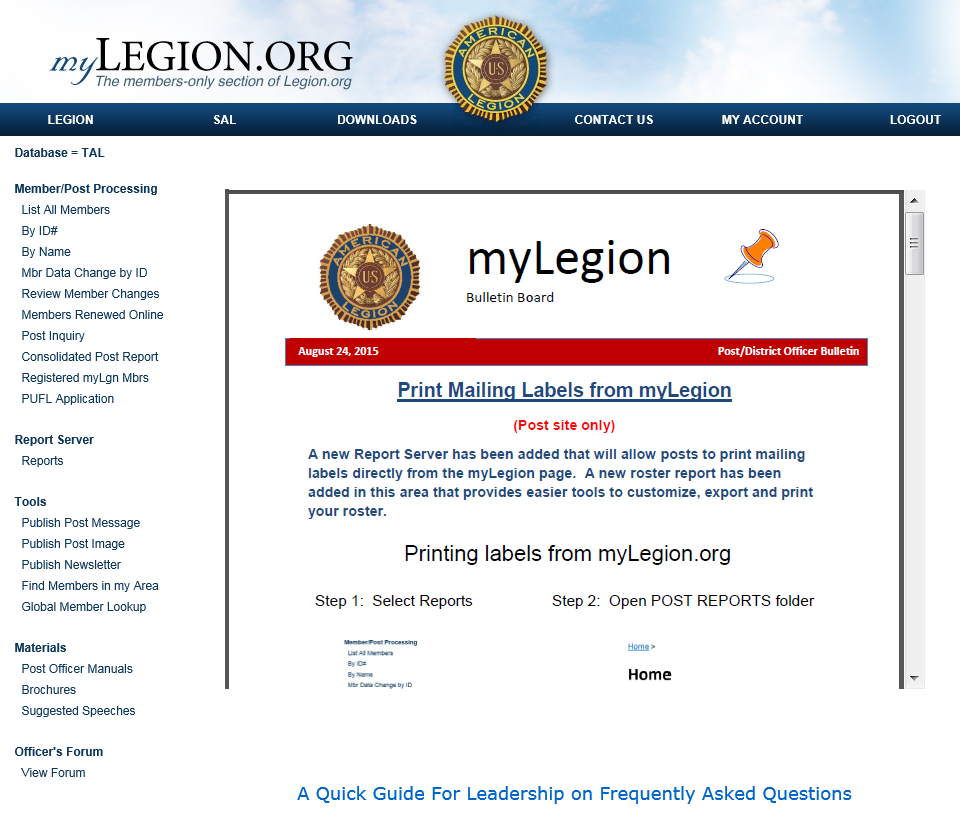 myLEGION.ORG
The members-only section of Legion.org
AMERICAN
US
LEGION
LEGION SAL DOWNLOADS CONTACT US MY ACCOUNT LOGOUT
Database = TAL
Member/Post Processing
List All Members
By ID#
By Name
Mbr Data Change by ID
Review Member Changes
Members Renewed Online
Post Inquiry
Consolidated Post Report
Registered myLgn Mbrs
PUFL Application
Report Server
Reports
Tools
Publish Post Message
Publish Post Image
Publish Newsletter
Find Members in my Area
Global Member Lookup
Materials
Post Officer Manuals
Brochures
Suggested Speeches
Officer's Forum
View Forum
AMERICAN
US
LEGION
myLegion
Bulletin Board
August 24, 2015 Post/District Officer Bulletin
Print Mailing Labels from myLegion
(Post site only)
A new Report Server has been added that will allow posts to print mailing
labels directly from the myLegion page.  A new roster report has been
added in this area that provides easier tools to customize, export and print
your roster.
Printing labels from myLegion.org
Step 1:  Select Reports
Step 2:  Open POST REPORTS folder
Member/Post Processing
List All Members
By ID#
By Name
Mbr Data Change by ID
Home >
Home
A Quick Guide For Leadership on Frequently Asked Questions